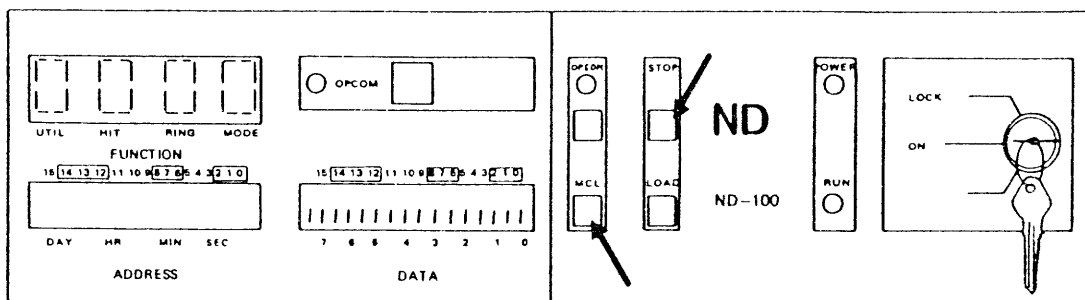 UTIL HIT RING MODE
FUNCTION
15 14 13 12 11 10 9 8 7 6 5 4 3 2 1 0
DAY HR MIN SEC
ADDRESS
OPCOM
15 14 13 12 11 10 9 8 7 6 5 4 3 2 1 0
7 6 5 4 3 2 1 0
DATA
OPCOM
MCL
STOP
LOAD
ND
ND-100
POWER
RUN
LOCK
ON